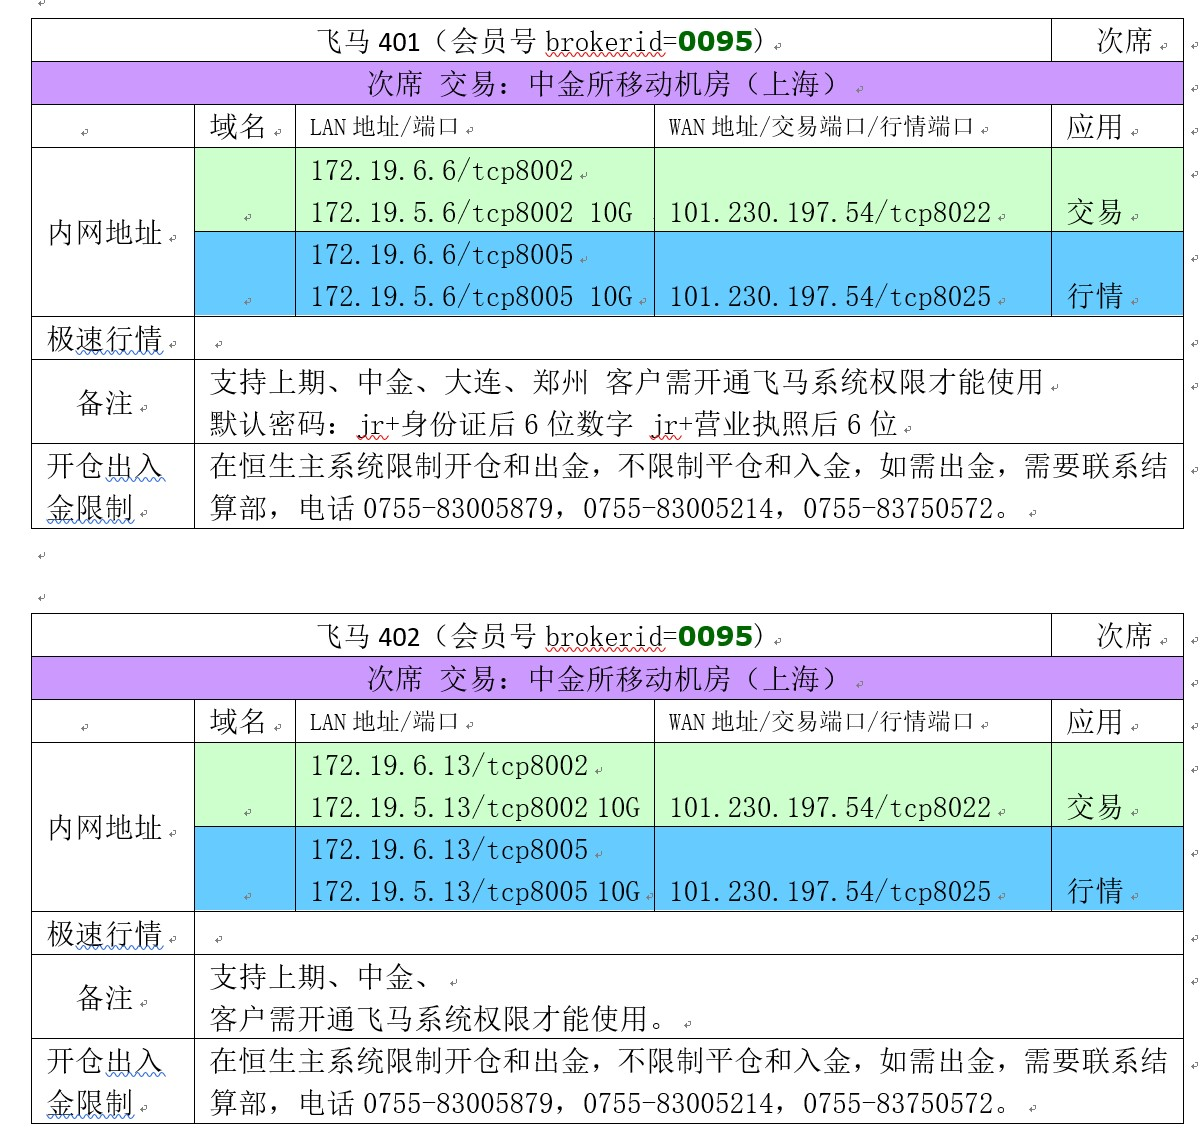 飞马 401（会员号 brokerid=0095） 次席
次席 交易：中金所移动机房（上海）
域名 LAN 地址/端口 WAN 地址/交易端口/行情端口 应用
内网地址
172.19.6.6/tcp8002
172.19.5.6/tcp8002 10G 101.230.197.54/tcp8022 交易
172.19.6.6/tcp8005
172.19.5.6/tcp8005 10G 101.230.197.54/tcp8025 行情
极速行情
备注
支持上期、中金、大连、郑州 客户需开通飞马系统权限才能使用
默认密码：jr+身份证后 6 位数字 jr+营业执照后 6 位
开仓出入
金限制
在恒生主系统限制开仓和出金，不限制平仓和入金，如需出金，需要联系结
算部，电话 0755-83005879，0755-83005214，0755-83750572。
飞马 402（会员号 brokerid=0095） 次席
次席 交易：中金所移动机房（上海）
域名 LAN 地址/端口 WAN 地址/交易端口/行情端口 应用
内网地址
172.19.6.13/tcp8002
172.19.5.13/tcp8002 10G 101.230.197.54/tcp8022 交易
172.19.6.13/tcp8005
172.19.5.13/tcp8005 10G 101.230.197.54/tcp8025 行情
极速行情
备注
支持上期、中金、
客户需开通飞马系统权限才能使用。
开仓出入
金限制
在恒生主系统限制开仓和出金，不限制平仓和入金，如需出金，需要联系结
算部，电话 0755-83005879，0755-83005214，0755-83750572。